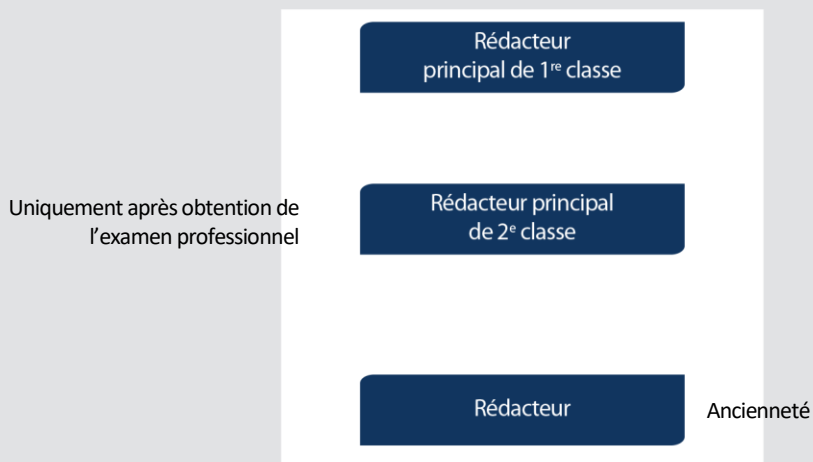 Rédacteur
principal de 1re classe
Uniquement après obtention de
l'examen professionnel
Rédacteur principal
de 2e classe
Rédacteur
Ancienneté